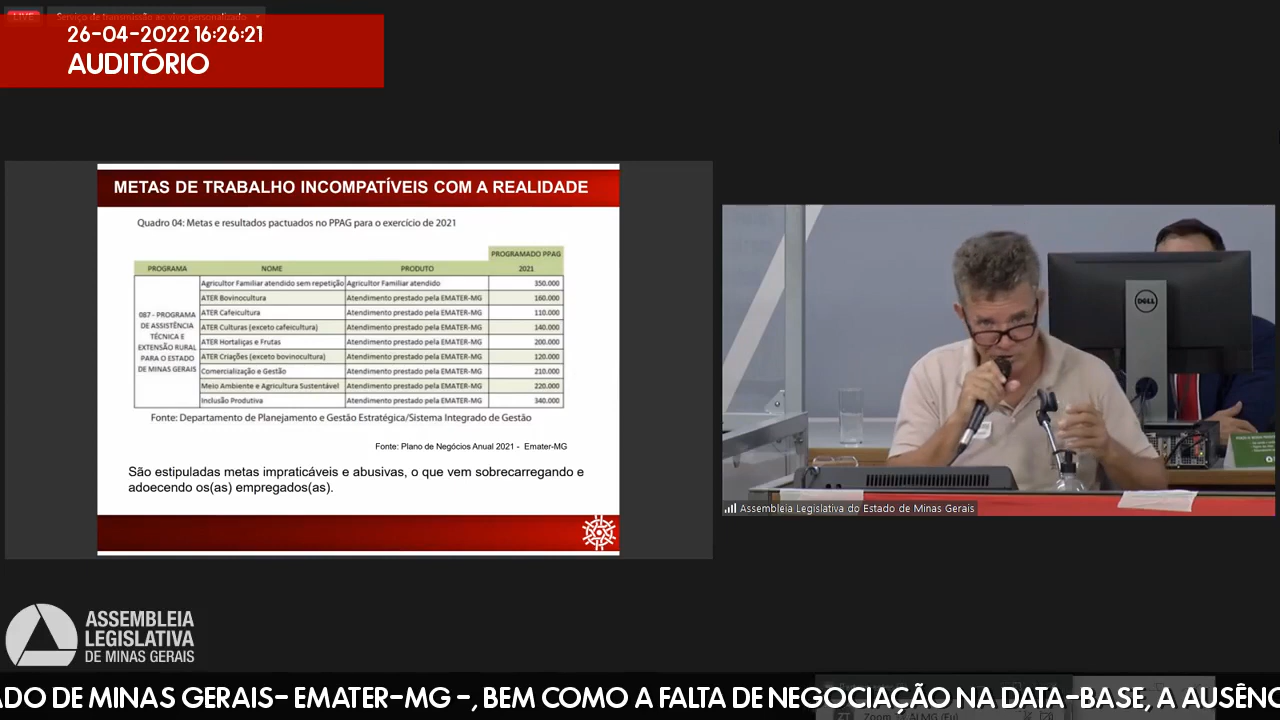 LIVE
Serviço de transmissão ao vivo personalizado
26-04-2022 16:26:21
AUDITÓRIO
METAS DE TRABALHO INCOMPATÍVEIS COM A REALIDADE
Quadro 04: Metas e resultados pactuados no PPAG para o exercício de 2021
PROGRAMADO PPAG
PROGRAMA NOME PRODUTO 2021
087 - PROGRAMA
DE ASSISTÊNCIA
TÉCNICA E
EXTENSÃO RURAL
PARA O ESTADO
DE MINAS GERAIS
Agricultor Familiar atendido sem repetição Agricultor Familiar atendido 350.000
ATER Bovinocultura Atendimento prestado pela EMATER-MG 160.000
ATER Cafeicultura Atendimento prestado pela EMATER-MG 110.000
ATER Culturas (exceto cafeicultura) Atendimento prestado pela EMATER-MG 140.000
ATER Hortaliças e Frutas Atendimento prestado pela EMATER-MG 200.000
ATER Criações (exceto bovinocultura) Atendimento prestado pela EMATER-MG 120.000
Comercialização e Gestão Atendimento prestado pela EMATER-MG 210.000
Meio Ambiente e Agricultura Sustentável Atendimento prestado pela EMATER-MG 220.000
Inclusão Produtiva Atendimento prestado pela EMATER-MG 340.000
Fonte: Departamento de Planejamento e Gestão Estratégica/Sistema Integrado de Gestão
Fonte: Plano de Negócios Anual 2021 - Emater-MG
São estipuladas metas impraticáveis e abusivas, o que vem sobrecarregando e
adoecendo os(as) empregados(as).
DELL
Assembleia Legislativa do Estado de Minas Gerais
ASSEMBLEIA
LEGISLATIVA
DE MINAS GERAIS
ADO DE MINAS GERAIS- EMATER-MG -, BEM COMO A FALTA DE NEGOCIAÇÃO NA DATA-BASE, A AUSÊNC